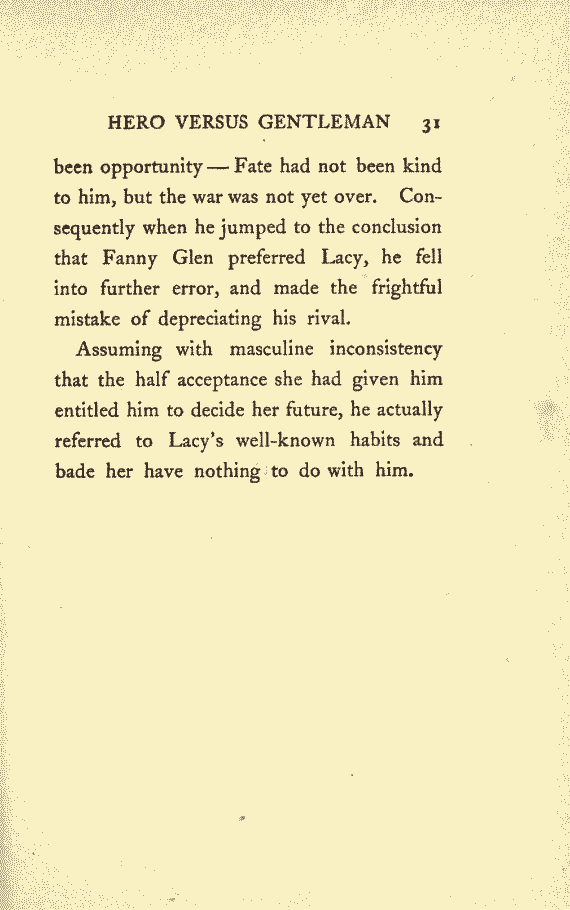 HERO VERSUS GENTLEMAN 31
been opportunity — Fate had not been kind
to him, but the war was not yet over. Con-
sequently when he jumped to the conclusion
that Fanny Glen preferred Lacy, he fell
into further error, and made the frightful
mistake of depreciating his rival.
Assuming with masculine inconsistency
that the half acceptance she had given him
entitled him to decide her future, he actually
referred to Lacy's well-known habits and
bade her have nothing to do with him.